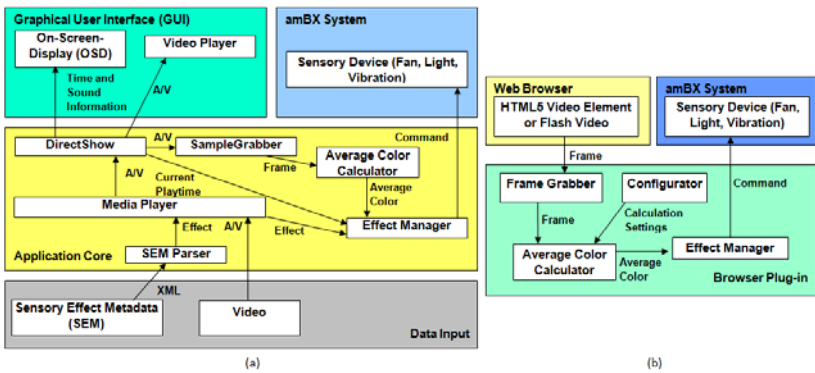 Graphical User Interface (GUI)
On-Screen-
Display (OSD)
Video Player
Time and
Sound
Information
A/V
amBX System
Sensory Device (Fan, Light,
Vibration)
DirectShow
A/V
SampleGrabber
Command
Frame
Average Color
Calculator
A/V
Current
Playtime
Average
Color
Media Player
Effect
A/V
Effect
Effect Manager
Application Core
SEM Parser
XML
Sensory Effect Metadata
(SEM)
Video
Data Input
(a)
Web Browser
HTML5 Video Element
or Flash Video
amBX System
Sensory Device (Fan,
Light, Vibration)
Frame
Command
Frame Grabber
Configurator
Frame
Calculation
Settings
Average Color
Calculator
Average
Color
Effect Manager
Browser Plug-in
(b)